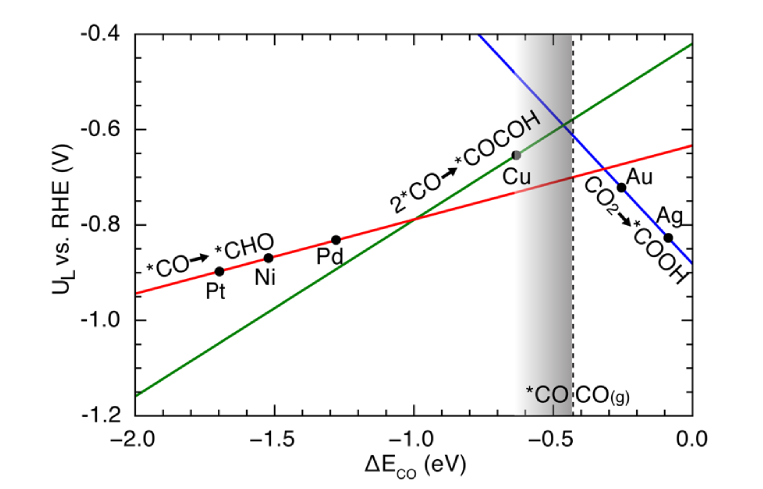 -0.4
-0.6
-0.8
-1.0
-1.2
U_L vs. RHE (V)
2*CO→*COCOH
Cu
Au
CO₂→*COOH
Ag
*CO→*CHO
Pd
Ni
Pt
*CO CO(g)
−2.0 −1.5 −1.0 −0.5 0.0
ΔE_CO (eV)